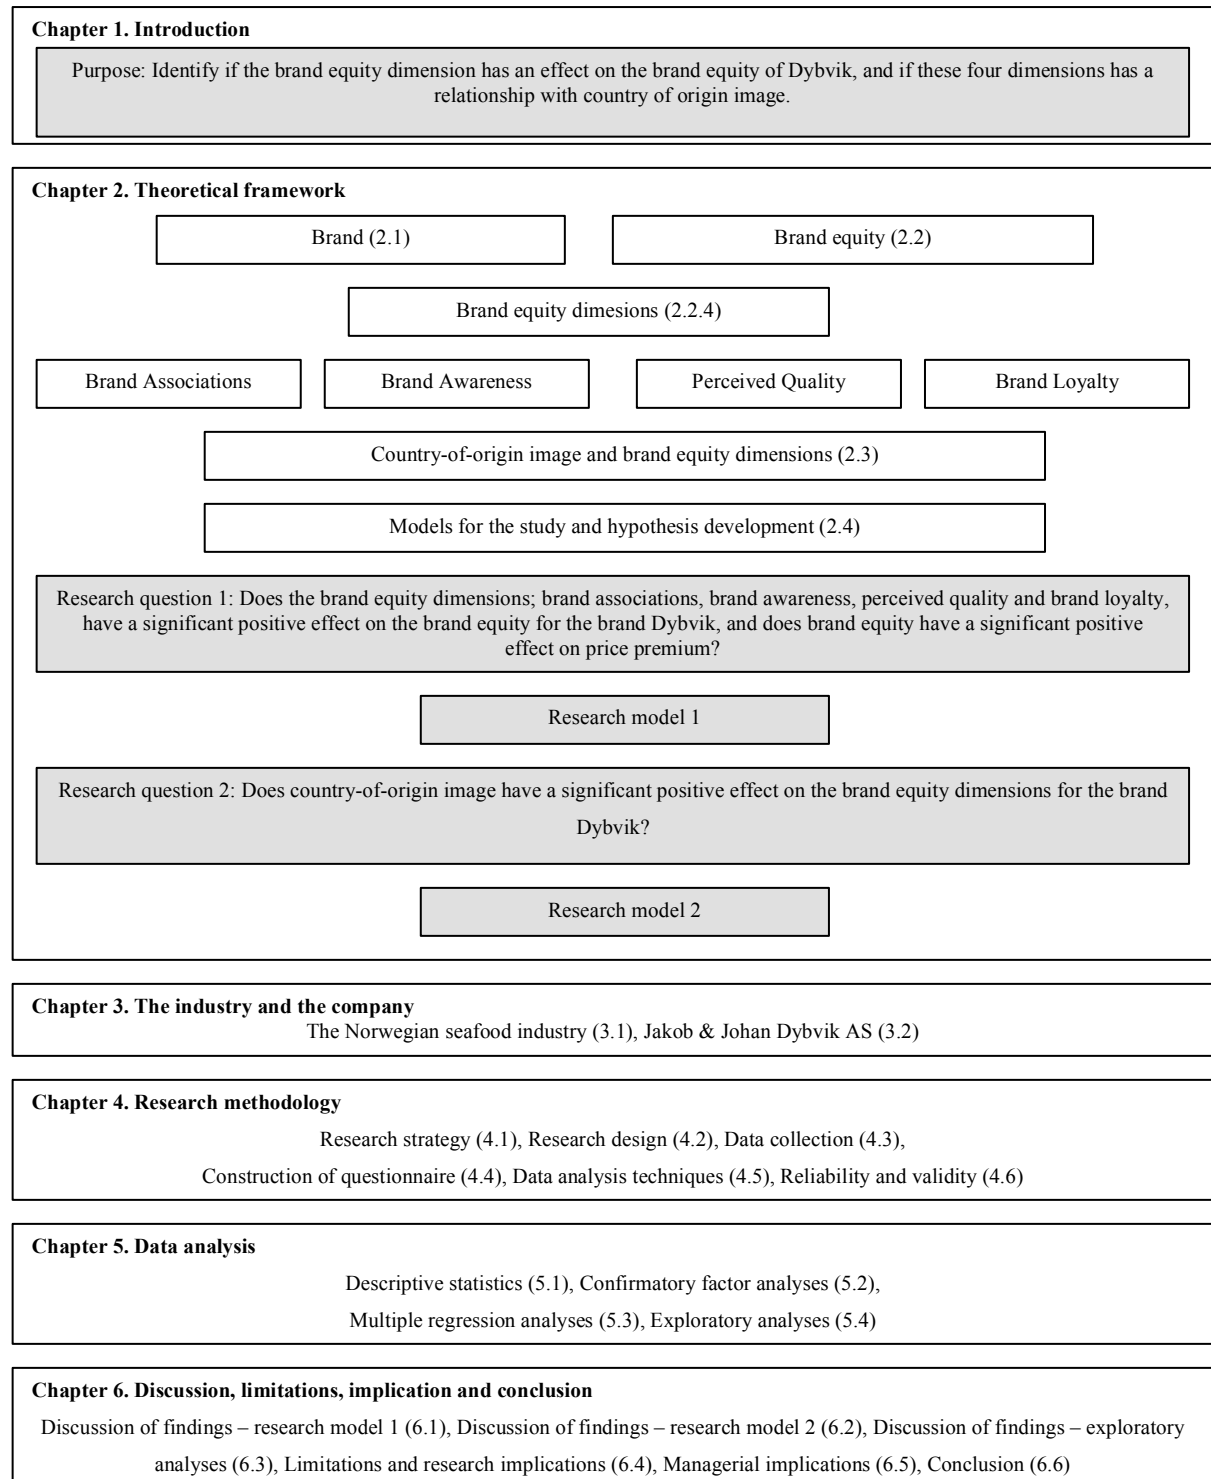 Chapter 1. Introduction
Purpose: Identify if the brand equity dimension has an effect on the brand equity of Dybvik, and if these four dimensions has a
relationship with country of origin image.
Chapter 2. Theoretical framework
Brand (2.1)
Brand equity (2.2)
Brand equity dimesions (2.2.4)
Brand Associations
Brand Awareness
Perceived Quality
Brand Loyalty
Country-of-origin image and brand equity dimensions (2.3)
Models for the study and hypothesis development (2.4)
Research question 1: Does the brand equity dimensions; brand associations, brand awareness, perceived quality and brand loyalty,
have a significant positive effect on the brand equity for the brand Dybvik, and does brand equity have a significant positive
effect on price premium?
Research model 1
Research question 2: Does country-of-origin image have a significant positive effect on the brand equity dimensions for the brand
Dybvik?
Research model 2
Chapter 3. The industry and the company
The Norwegian seafood industry (3.1), Jakob & Johan Dybvik AS (3.2)
Chapter 4. Research methodology
Research strategy (4.1), Research design (4.2), Data collection (4.3),
Construction of questionnaire (4.4), Data analysis techniques (4.5), Reliability and validity (4.6)
Chapter 5. Data analysis
Descriptive statistics (5.1), Confirmatory factor analyses (5.2),
Multiple regression analyses (5.3), Exploratory analyses (5.4)
Chapter 6. Discussion, limitations, implication and conclusion
Discussion of findings – research model 1 (6.1), Discussion of findings – research model 2 (6.2), Discussion of findings – exploratory
analyses (6.3), Limitations and research implications (6.4), Managerial implications (6.5), Conclusion (6.6)